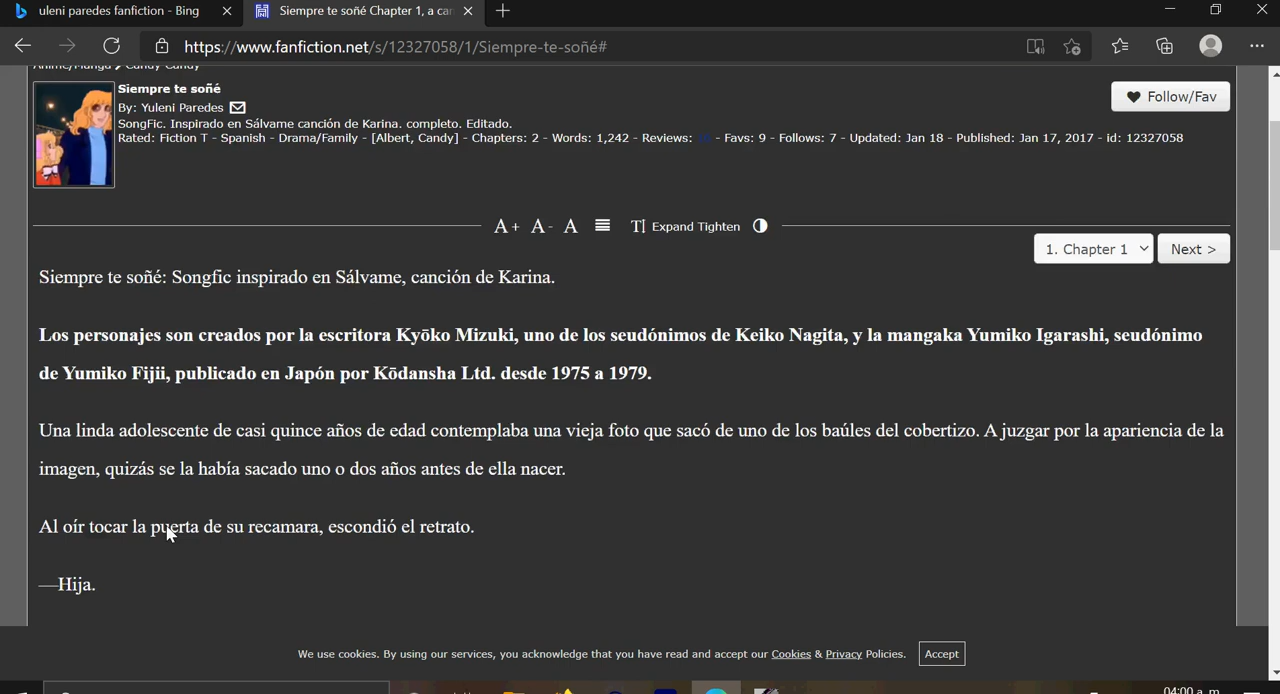 uleni paredes fanfiction - Bing
Siempre te soñé Chapter 1, a can
https://www.fanfiction.net/s/12327058/1/Siempre-te-soñé#
Anime/Manga > Candy Candy
Siempre te soñé
By: Yuleni Paredes
SongFic. Inspirado en Sálvame canción de Karina. completo. Editado.
Rated: Fiction T - Spanish - Drama/Family - [Albert, Candy] - Chapters: 2 - Words: 1,242 - Reviews: - Favs: 9 - Follows: 7 - Updated: Jan 18 - Published: Jan 17, 2017 - id: 12327058
Follow/Fav
A+ A- A TI Expand Tighten
1. Chapter 1
Next >
Siempre te soñé: Songfic inspirado en Sálvame, canción de Karina.
Los personajes son creados por la escritora Kyōko Mizuki, uno de los seudónimos de Keiko Nagita, y la mangaka Yumiko Igarashi, seudónimo
de Yumiko Fijii, publicado en Japón por Kōdansha Ltd. desde 1975 a 1979.
Una linda adolescente de casi quince años de edad contemplaba una vieja foto que sacó de uno de los baúles del cobertizo. A juzgar por la apariencia de la
imagen, quizás se la había sacado uno o dos años antes de ella nacer.
Al oír tocar la puerta de su recamara, escondió el retrato.
—Hija.
We use cookies. By using our services, you acknowledge that you have read and accept our Cookies & Privacy Policies.
Accept
04:00 a. m.